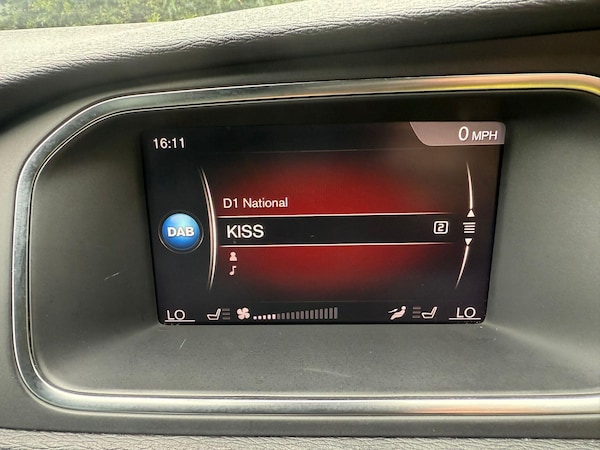 16:11
0 MPH
D1 National
DAB
KISS 2
LO
LO